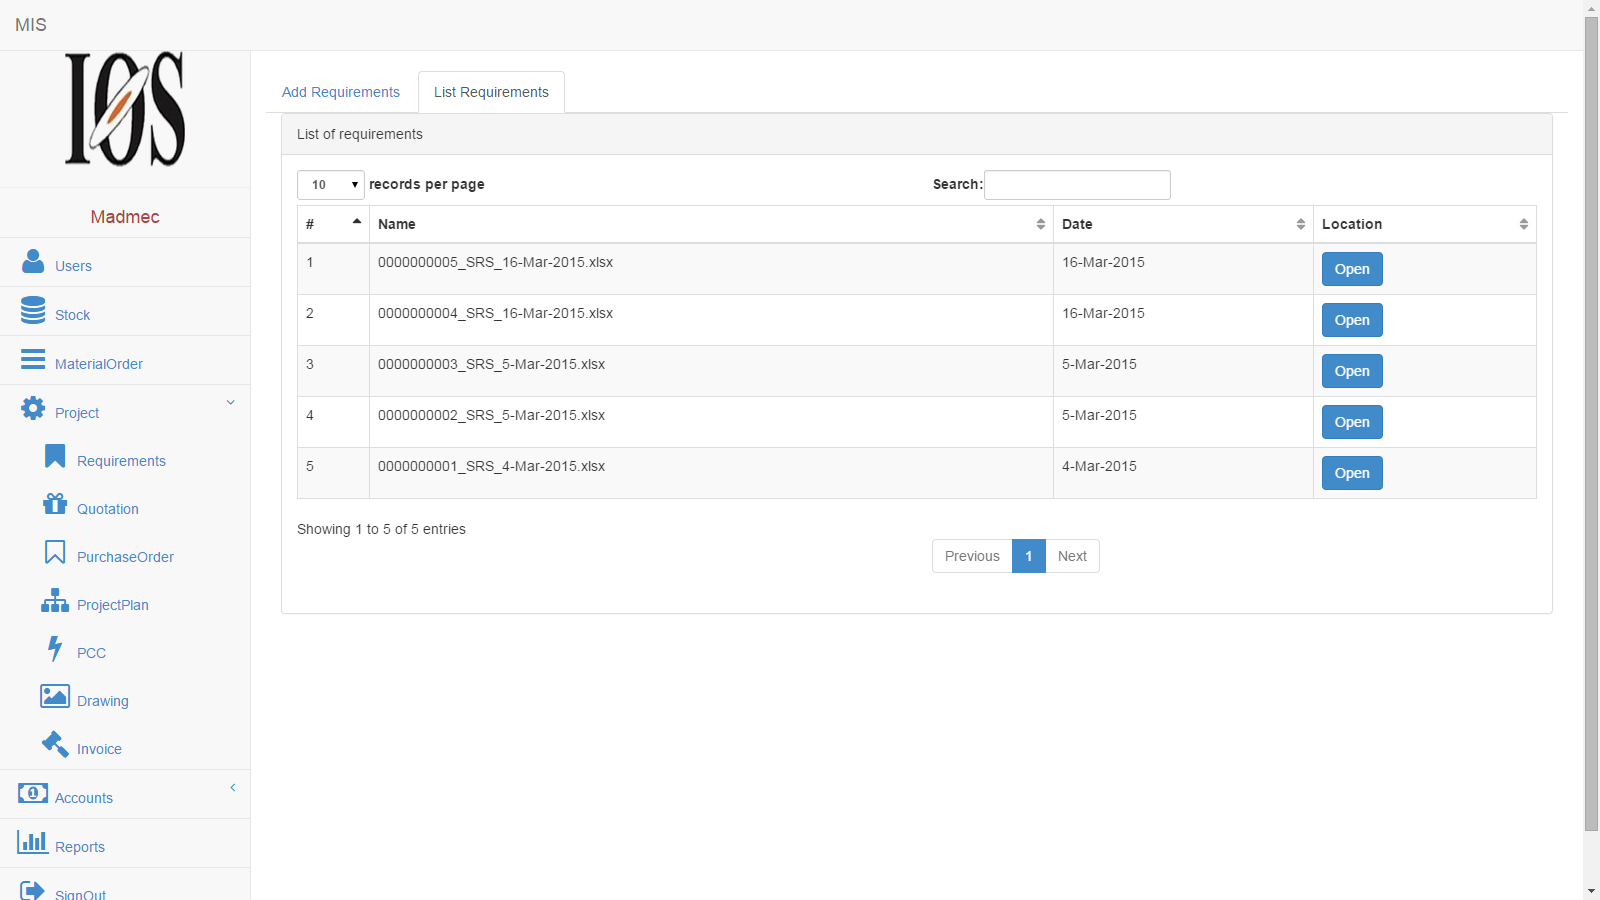 MIS
IOS
Madmec
Users
Stock
MaterialOrder
Project
Requirements
Quotation
PurchaseOrder
ProjectPlan
PCC
Drawing
Invoice
Accounts
Reports
SignOut
Add Requirements
List Requirements
List of requirements
10 records per page
Search:
# Name Date Location
1 0000000005_SRS_16-Mar-2015.xlsx 16-Mar-2015 Open
2 0000000004_SRS_16-Mar-2015.xlsx 16-Mar-2015 Open
3 0000000003_SRS_5-Mar-2015.xlsx 5-Mar-2015 Open
4 0000000002_SRS_5-Mar-2015.xlsx 5-Mar-2015 Open
5 0000000001_SRS_4-Mar-2015.xlsx 4-Mar-2015 Open
Showing 1 to 5 of 5 entries
Previous 1 Next